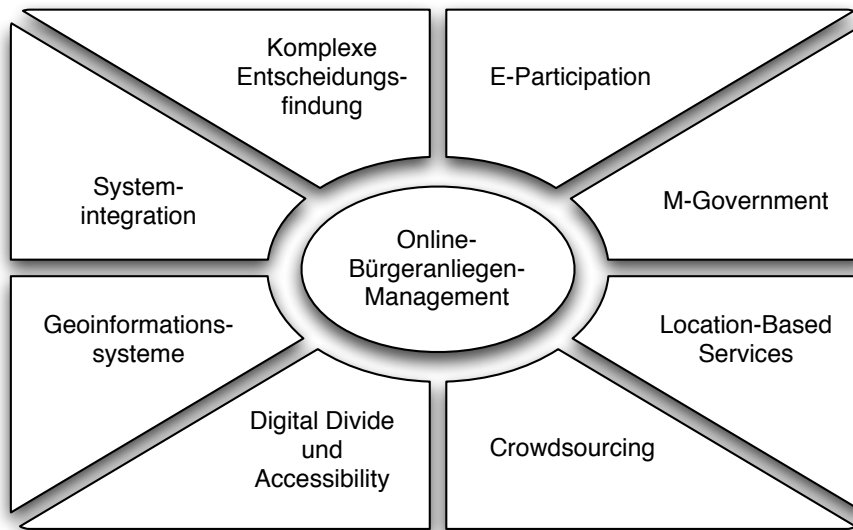 Komplexe
Entscheidungs-
findung
E-Participation
System-
integration
M-Government
Online-
Bürgeranliegen-
Management
Geoinformations-
systeme
Location-Based
Services
Digital Divide
und
Accessibility
Crowdsourcing